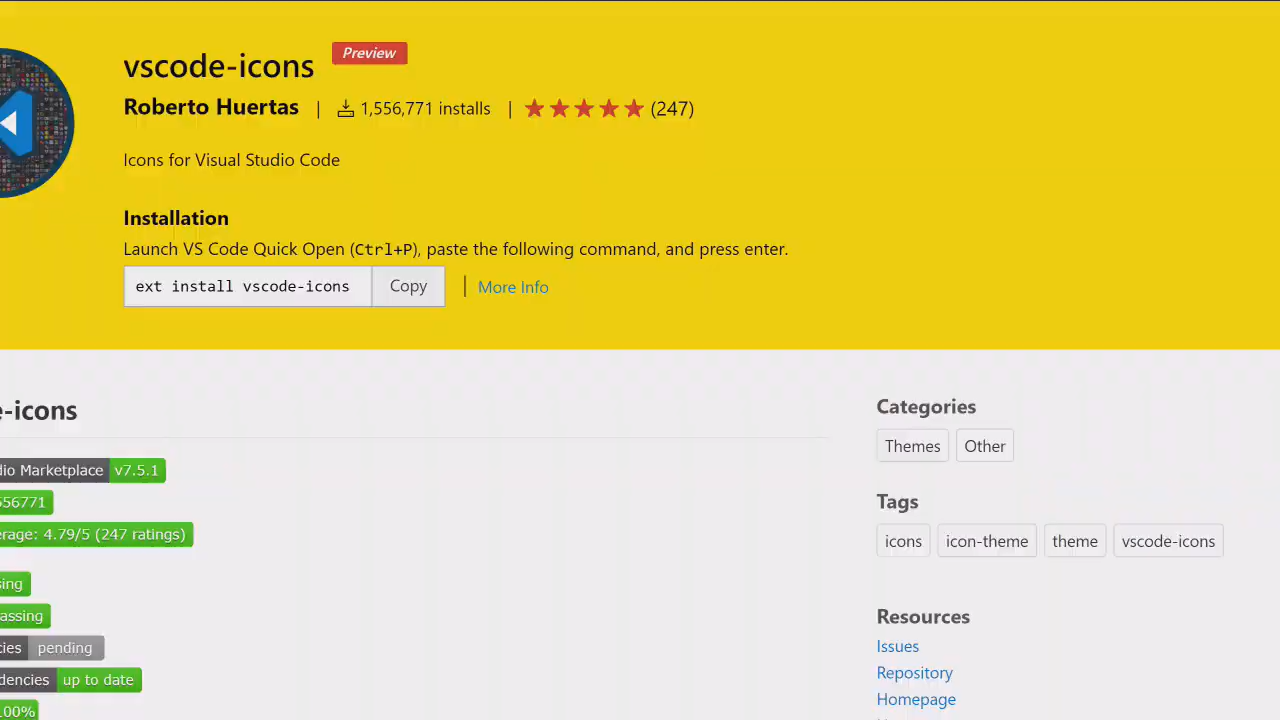 vscode-icons Preview
Roberto Huertas | 1,556,771 installs | (247)
Icons for Visual Studio Code
Installation
Launch VS Code Quick Open (Ctrl+P), paste the following command, and press enter.
ext install vscode-icons Copy | More Info
e-icons
dio Marketplace v7.5.1
556771
erage: 4.79/5 (247 ratings)
sing
assing
cies pending
dencies up to date
100%
Categories
Themes Other
Tags
icons icon-theme theme vscode-icons
Resources
Issues
Repository
Homepage